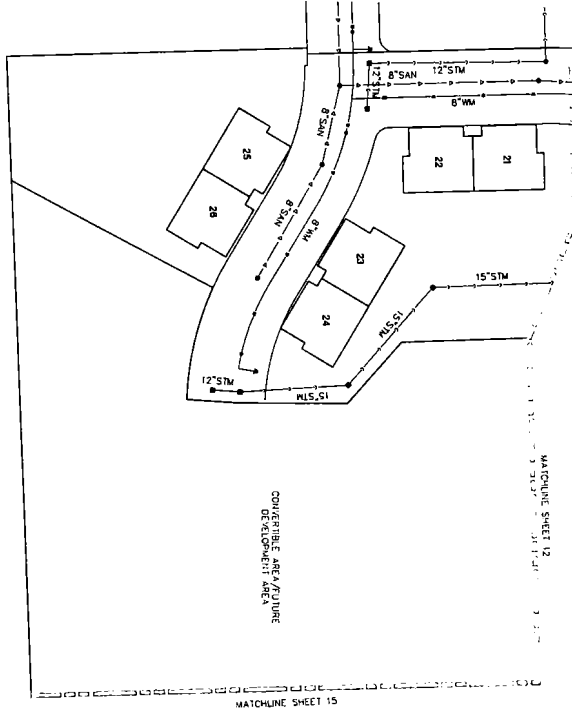 12"STM
8"SAN
12"STM
8"WM
8"SAN
25
26
22
21
8"SAN
8"WM
23
24
15"STM
15"STM
12"STM
15"STM
CONVERTIBLE AREA/FUTURE
DEVELOPMENT AREA
MATCHLINE SHEET 12
MATCHLINE SHEET 15